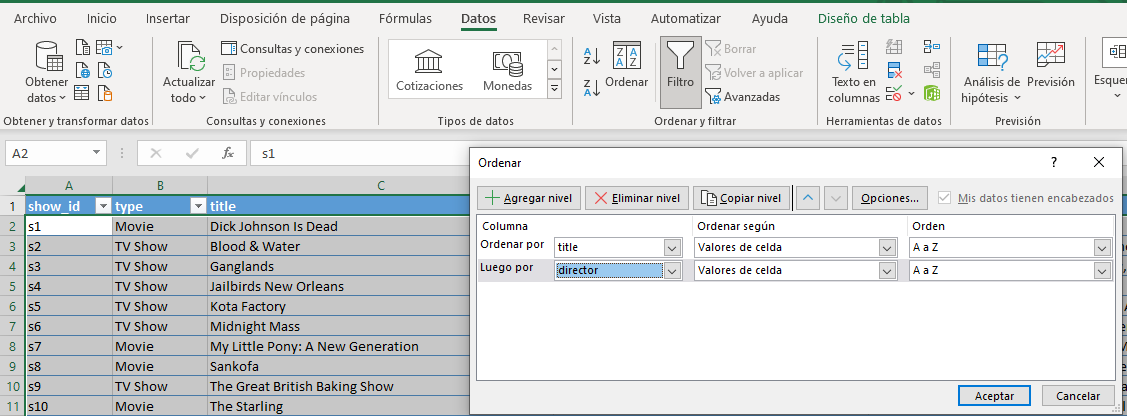 Archivo Inicio Insertar Disposición de página Fórmulas Datos Revisar Vista Automatizar Ayuda Diseño de tabla
Obtener datos
Actualizar todo
Consultas y conexiones
Propiedades
Editar vínculos
Cotizaciones
Monedas
Ordenar
Filtro
Borrar
Volver a aplicar
Avanzadas
Texto en columnas
Análisis de hipótesis
Previsión
Obtener y transformar datos Consultas y conexiones Tipos de datos Ordenar y filtrar Herramientas de datos Previsión
A2 fx s1
A B C
1 show_id type title
2 s1 Movie Dick Johnson Is Dead
3 s2 TV Show Blood & Water
4 s3 TV Show Ganglands
5 s4 TV Show Jailbirds New Orleans
6 s5 TV Show Kota Factory
7 s6 TV Show Midnight Mass
8 s7 Movie My Little Pony: A New Generation
9 s8 Movie Sankofa
10 s9 TV Show The Great British Baking Show
11 s10 Movie The Starling
Ordenar ?
Agregar nivel Eliminar nivel Copiar nivel Opciones... Mis datos tienen encabezados
Columna Ordenar según Orden
Ordenar por title Valores de celda A a Z
Luego por director Valores de celda A a Z
Aceptar Cancelar